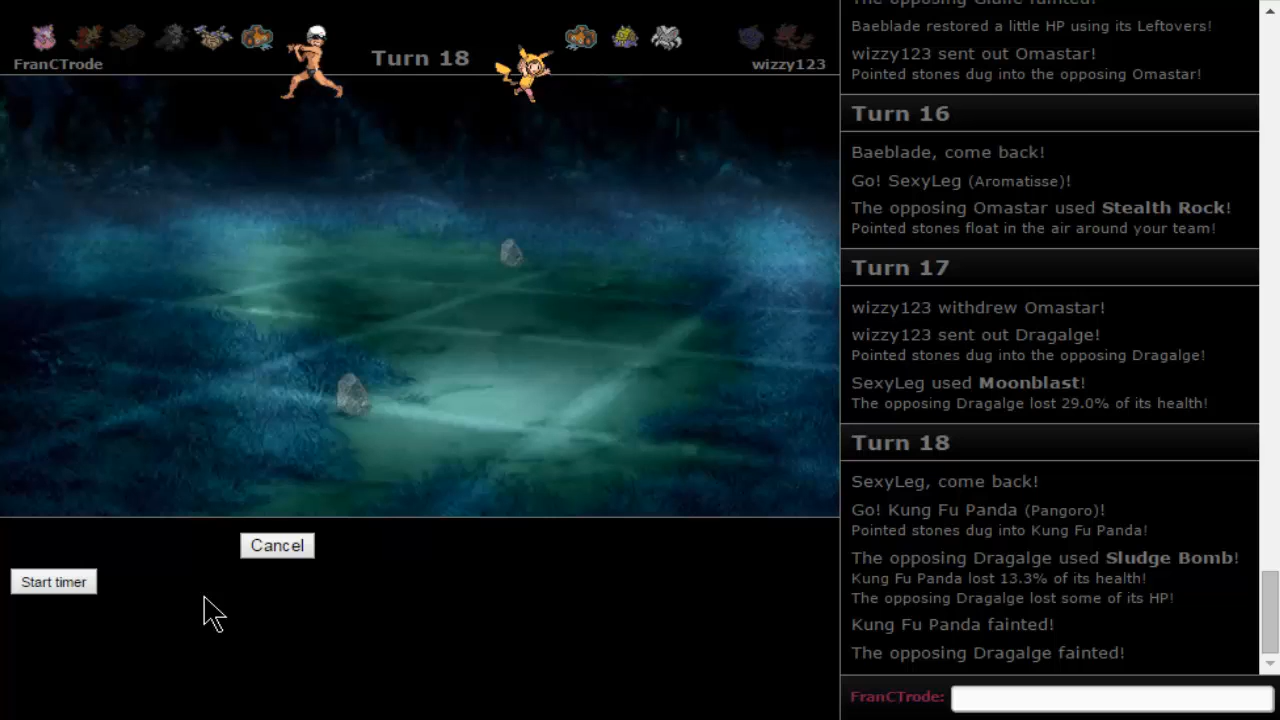 FranCTrode
Turn 18
wizzy123
Cancel
Start timer
Baeblade restored a little HP using its Leftovers!
wizzy123 sent out Omastar!
Pointed stones dug into the opposing Omastar!
Turn 16
Baeblade, come back!
Go! SexyLeg (Aromatisse)!
The opposing Omastar used Stealth Rock!
Pointed stones float in the air around your team!
Turn 17
wizzy123 withdrew Omastar!
wizzy123 sent out Dragalge!
Pointed stones dug into the opposing Dragalge!
SexyLeg used Moonblast!
The opposing Dragalge lost 29.0% of its health!
Turn 18
SexyLeg, come back!
Go! Kung Fu Panda (Pangoro)!
Pointed stones dug into Kung Fu Panda!
The opposing Dragalge used Sludge Bomb!
Kung Fu Panda lost 13.3% of its health!
The opposing Dragalge lost some of its HP!
Kung Fu Panda fainted!
The opposing Dragalge fainted!
FranCTrode: